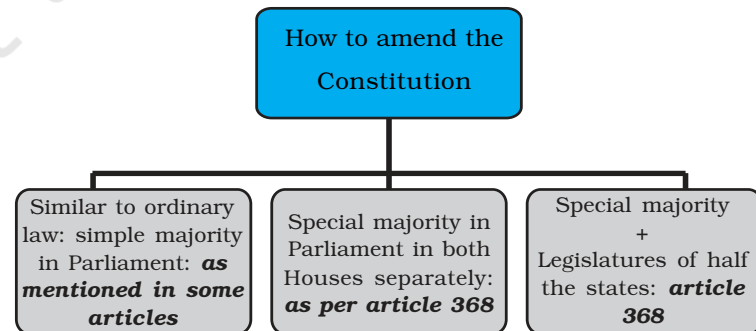 How to amend the
Constitution
Similar to ordinary
law: simple majority
in Parliament: as
mentioned in some
articles
Special majority in
Parliament in both
Houses separately:
as per article 368
Special majority
+
Legislatures of half
the states: article
368